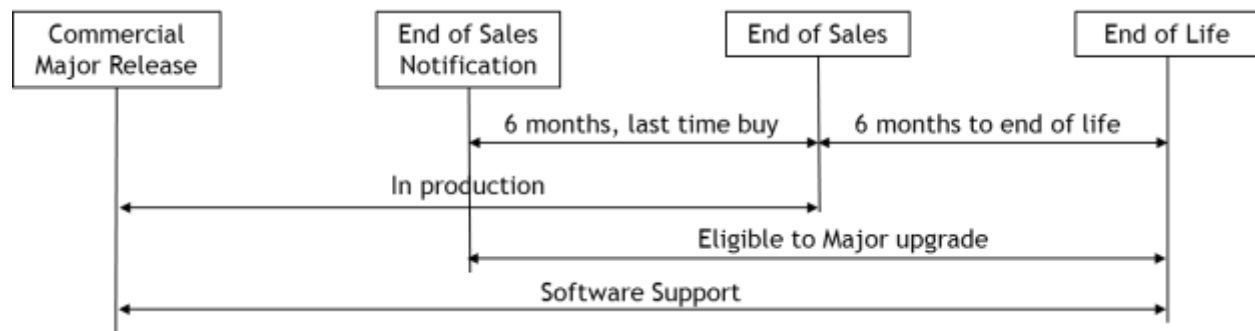 Commercial
Major Release
End of Sales
Notification
End of Sales
End of Life
6 months, last time buy
6 months to end of life
In production
Eligible to Major upgrade
Software Support